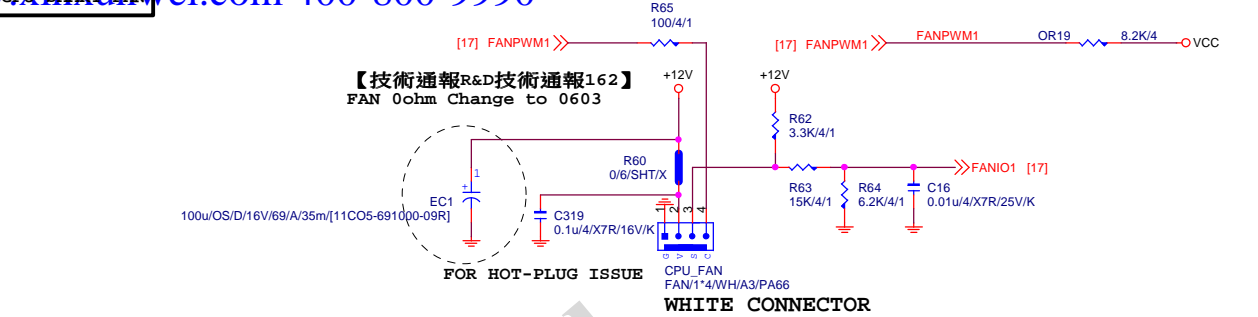 R65
100/4/1
[17] FANPWM1
[17] FANPWM1
FANPWM1
OR19
8.2K/4
VCC
【技術通報R&D技術通報162】
FAN 0ohm Change to 0603
+12V
+12V
R62
3.3K/4/1
R60
0/6/SHT/X
FANIO1 [17]
R63
15K/4/1
R64
6.2K/4/1
C16
0.01u/4/X7R/25V/K
1
+
EC1
100u/OS/D/16V/69/A/35m/[11CO5-691000-09R]
C319
0.1u/4/X7R/16V/K
1 2 3 4
G V S C
FOR HOT-PLUG ISSUE
CPU_FAN
FAN/1*4/WH/A3/PA66
WHITE CONNECTOR